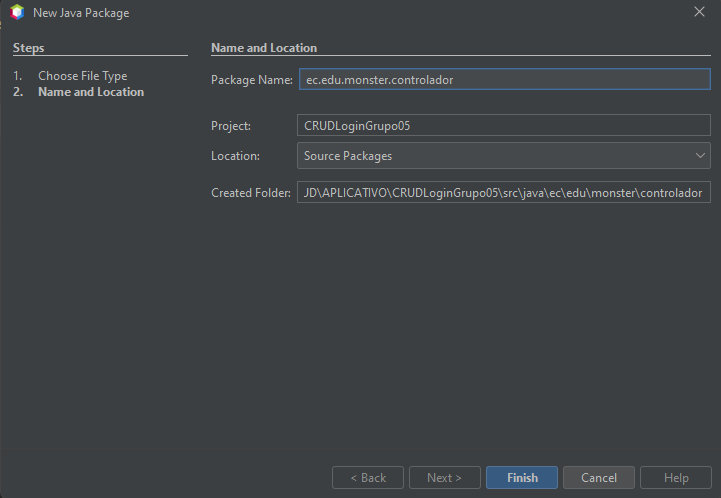 New Java Package
Steps
1. Choose File Type
2. Name and Location
Name and Location
Package Name: ec.edu.monster.controlador
Project: CRUDLoginGrupo05
Location: Source Packages
Created Folder: JD\APLICATIVO\CRUDLoginGrupo05\src\java\ec\edu\monster\controlador
< Back Next > Finish Cancel Help